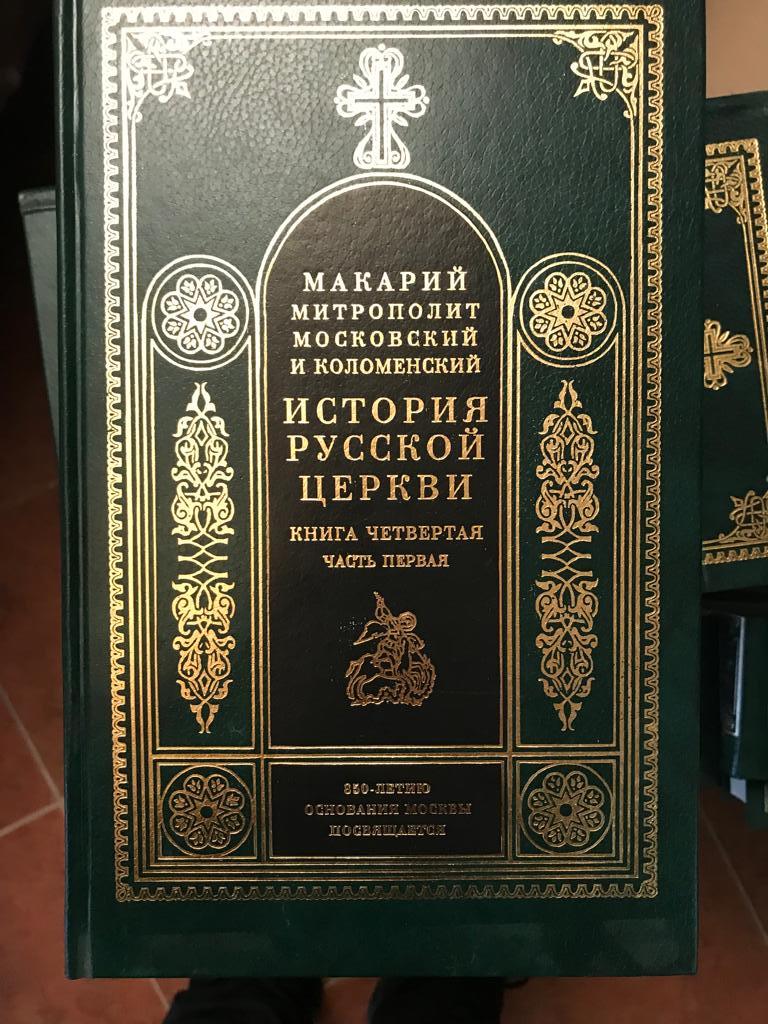 МАКАРИЙ
МИТРОПОЛИТ
МОСКОВСКИЙ
И КОЛОМЕНСКИЙ
ИСТОРИЯ
РУССКОЙ
ЦЕРКВИ
КНИГА ЧЕТВЕРТАЯ
ЧАСТЬ ПЕРВАЯ
850-ЛЕТИЮ
ОСНОВАНИЯ МОСКВЫ
ПОСВЯЩАЕТСЯ